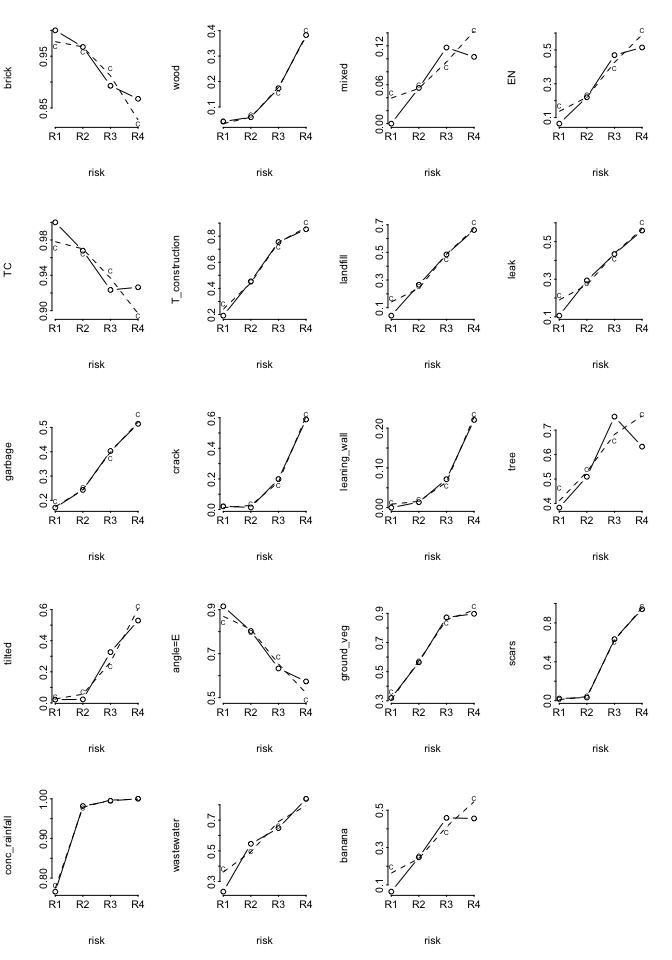 brick
0.85 0.95
R1 R2 R3 R4
risk
wood
0.1 0.2 0.3 0.4
R1 R2 R3 R4
risk
mixed
0.00 0.06 0.12
R1 R2 R3 R4
risk
EN
0.1 0.3 0.5
R1 R2 R3 R4
risk
TC
0.90 0.94 0.98
R1 R2 R3 R4
risk
T_construction
0.2 0.4 0.6 0.8
R1 R2 R3 R4
risk
landfill
0.1 0.3 0.5 0.7
R1 R2 R3 R4
risk
leak
0.1 0.3 0.5
R1 R2 R3 R4
risk
garbage
0.2 0.3 0.4 0.5
R1 R2 R3 R4
risk
crack
0.0 0.2 0.4 0.6
R1 R2 R3 R4
risk
leaning_wall
0.00 0.10 0.20
R1 R2 R3 R4
risk
tree
0.4 0.5 0.6 0.7
R1 R2 R3 R4
risk
tilted
0.0 0.2 0.4 0.6
R1 R2 R3 R4
risk
angle=E
0.5 0.7 0.9
R1 R2 R3 R4
risk
ground_veg
0.3 0.5 0.7 0.9
R1 R2 R3 R4
risk
scars
0.0 0.4 0.8
R1 R2 R3 R4
risk
conc_rainfall
0.80 0.90 1.00
R1 R2 R3 R4
risk
wastewater
0.3 0.5 0.7
R1 R2 R3 R4
risk
banana
0.1 0.3 0.5
R1 R2 R3 R4
risk